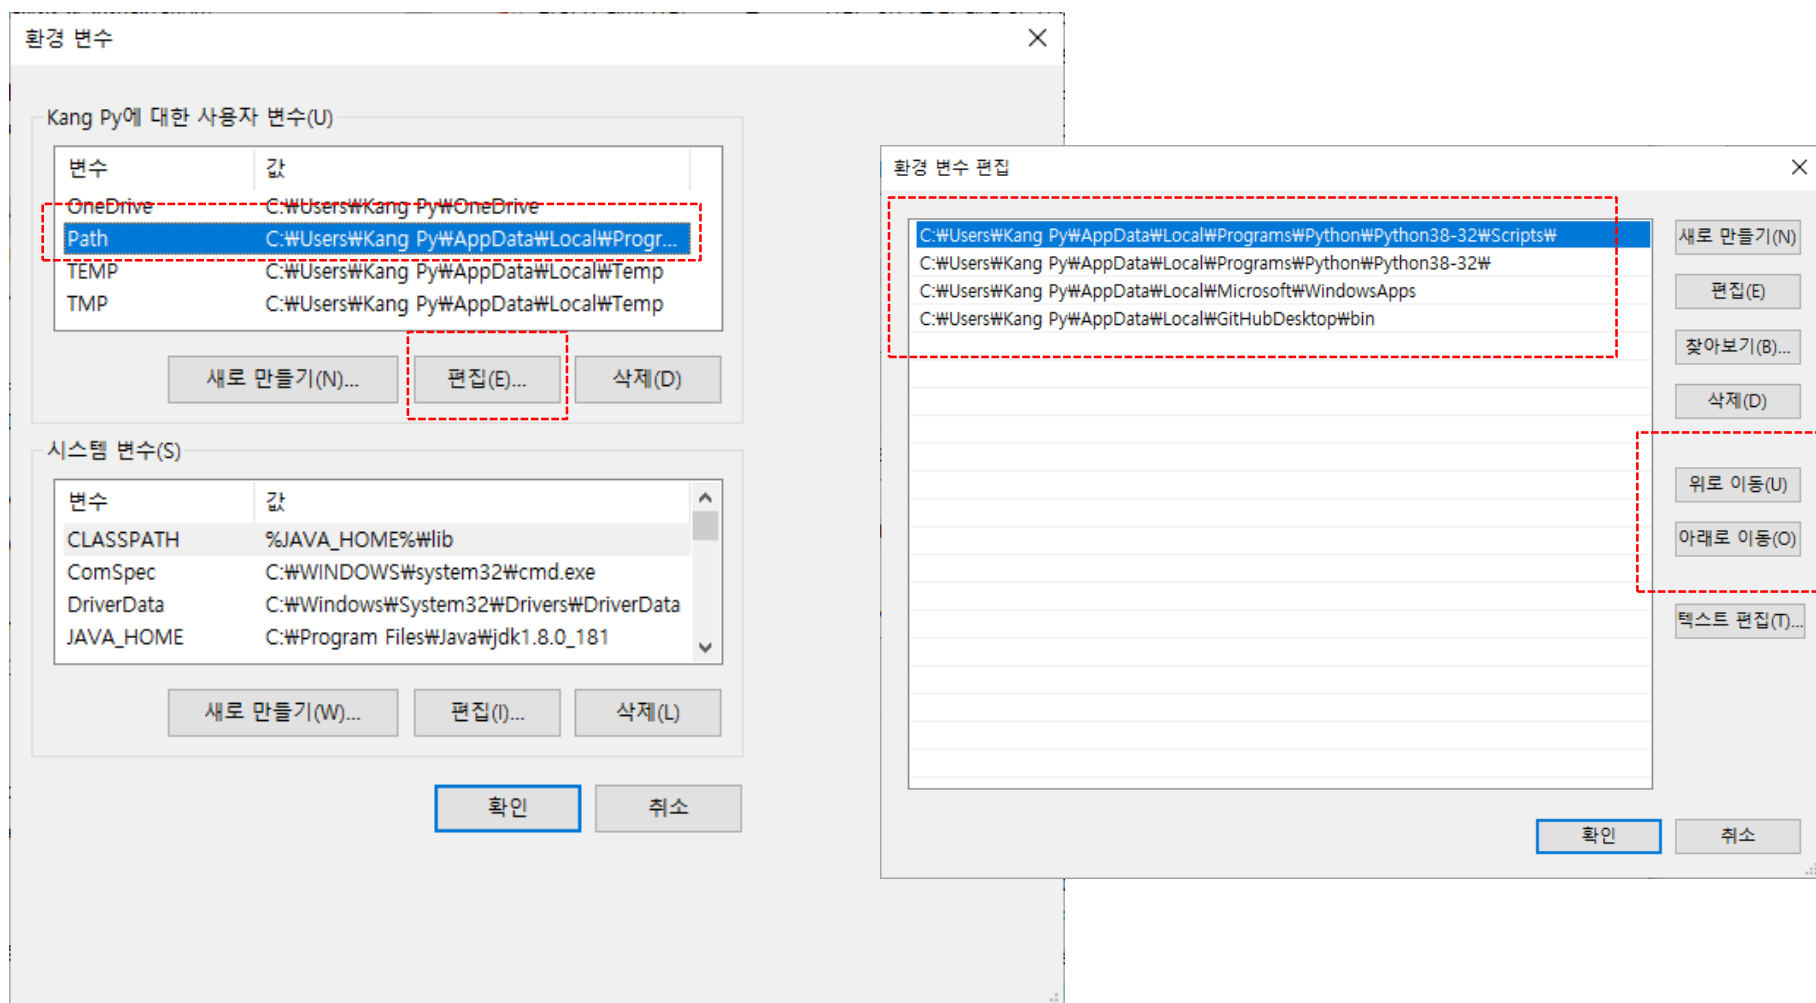 환경 변수
Kang Py에 대한 사용자 변수(U)
변수 값
OneDrive C:₩Users₩Kang Py₩OneDrive
Path C:₩Users₩Kang Py₩AppData₩Local₩Progr...
TEMP C:₩Users₩Kang Py₩AppData₩Local₩Temp
TMP C:₩Users₩Kang Py₩AppData₩Local₩Temp
새로 만들기(N)... 편집(E)... 삭제(D)
시스템 변수(S)
변수 값
CLASSPATH %JAVA_HOME%₩lib
ComSpec C:₩WINDOWS₩system32₩cmd.exe
DriverData C:₩Windows₩System32₩Drivers₩DriverData
JAVA_HOME C:₩Program Files₩Java₩jdk1.8.0_181
새로 만들기(W)... 편집(I)... 삭제(L)
확인 취소
환경 변수 편집
C:₩Users₩Kang Py₩AppData₩Local₩Programs₩Python₩Python38-32₩Scripts₩
C:₩Users₩Kang Py₩AppData₩Local₩Programs₩Python₩Python38-32₩
C:₩Users₩Kang Py₩AppData₩Local₩Microsoft₩WindowsApps
C:₩Users₩Kang Py₩AppData₩Local₩GitHubDesktop₩bin
새로 만들기(N)
편집(E)
찾아보기(B)...
삭제(D)
위로 이동(U)
아래로 이동(O)
텍스트 편집(T)...
확인 취소